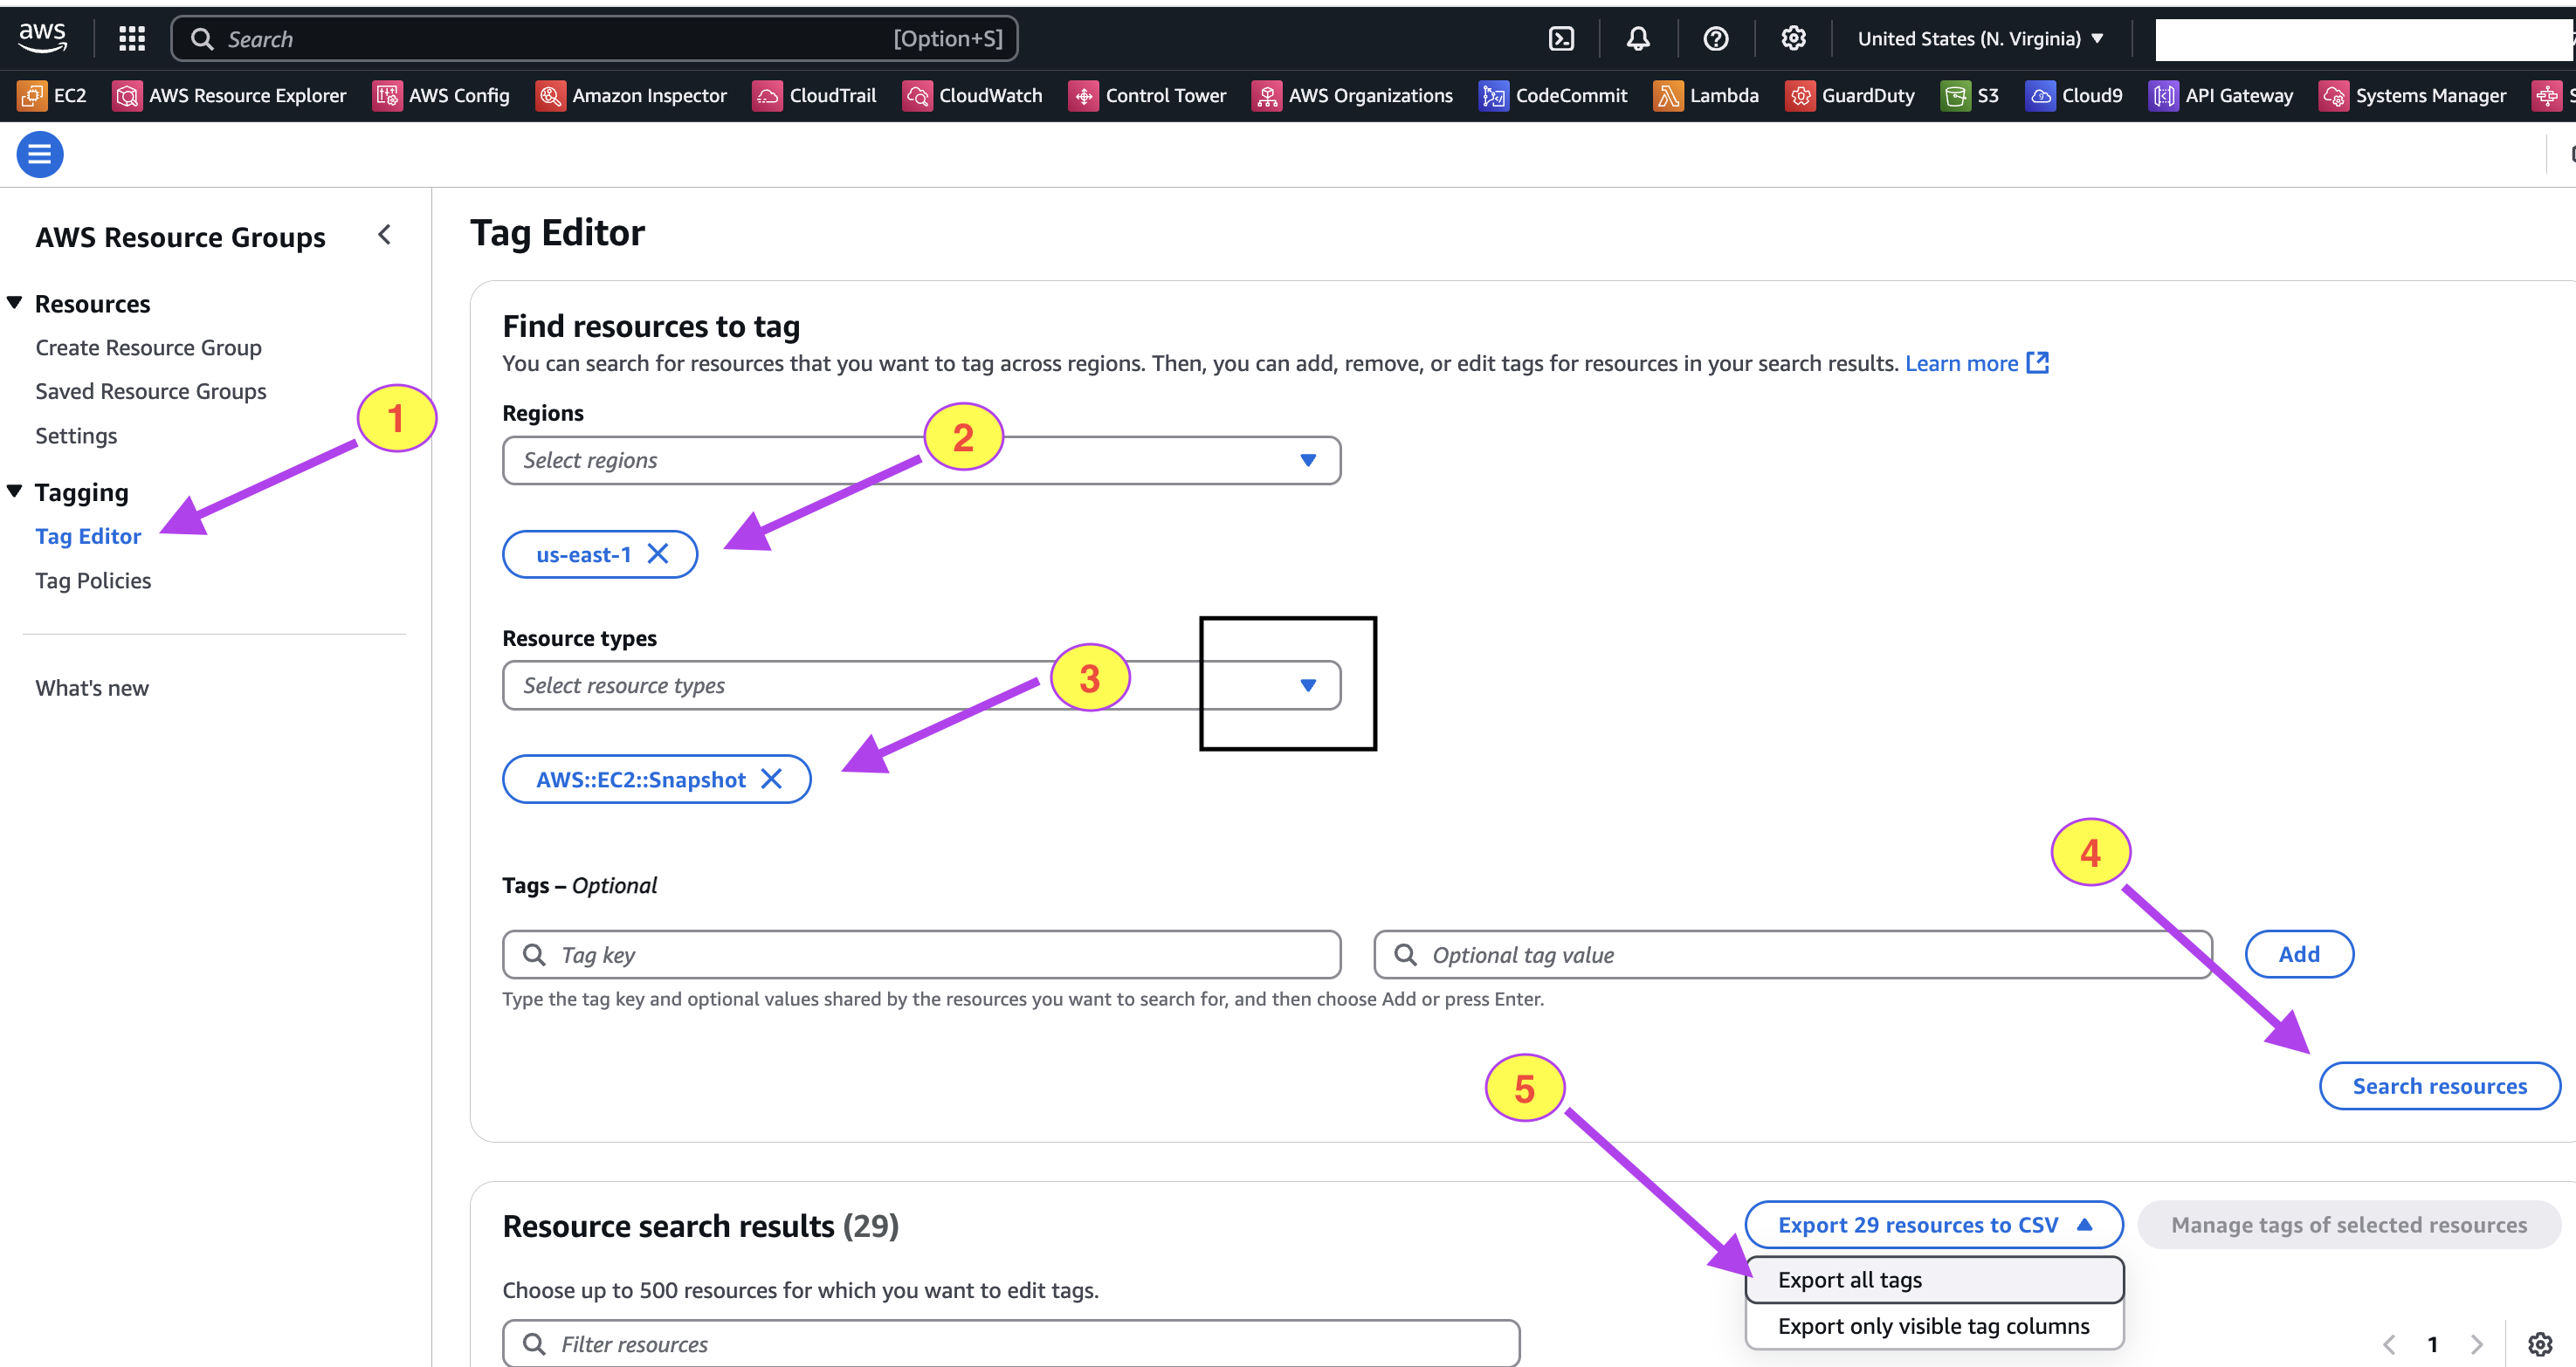 aws
Search [Option+S]
United States (N. Virginia)
EC2 AWS Resource Explorer AWS Config Amazon Inspector CloudTrail CloudWatch Control Tower AWS Organizations CodeCommit Lambda GuardDuty S3 Cloud9 API Gateway Systems Manager
AWS Resource Groups
Resources
Create Resource Group
Saved Resource Groups
Settings
1
Tagging
Tag Editor
Tag Policies
What's new
Tag Editor
Find resources to tag
You can search for resources that you want to tag across regions. Then, you can add, remove, or edit tags for resources in your search results. Learn more
Regions
2
Select regions
us-east-1
Resource types
3
Select resource types
AWS::EC2::Snapshot
4
Tags – Optional
Tag key
Optional tag value
Add
Type the tag key and optional values shared by the resources you want to search for, and then choose Add or press Enter.
5
Search resources
Resource search results (29)
Export 29 resources to CSV
Manage tags of selected resources
Export all tags
Choose up to 500 resources for which you want to edit tags.
Export only visible tag columns
Filter resources
1